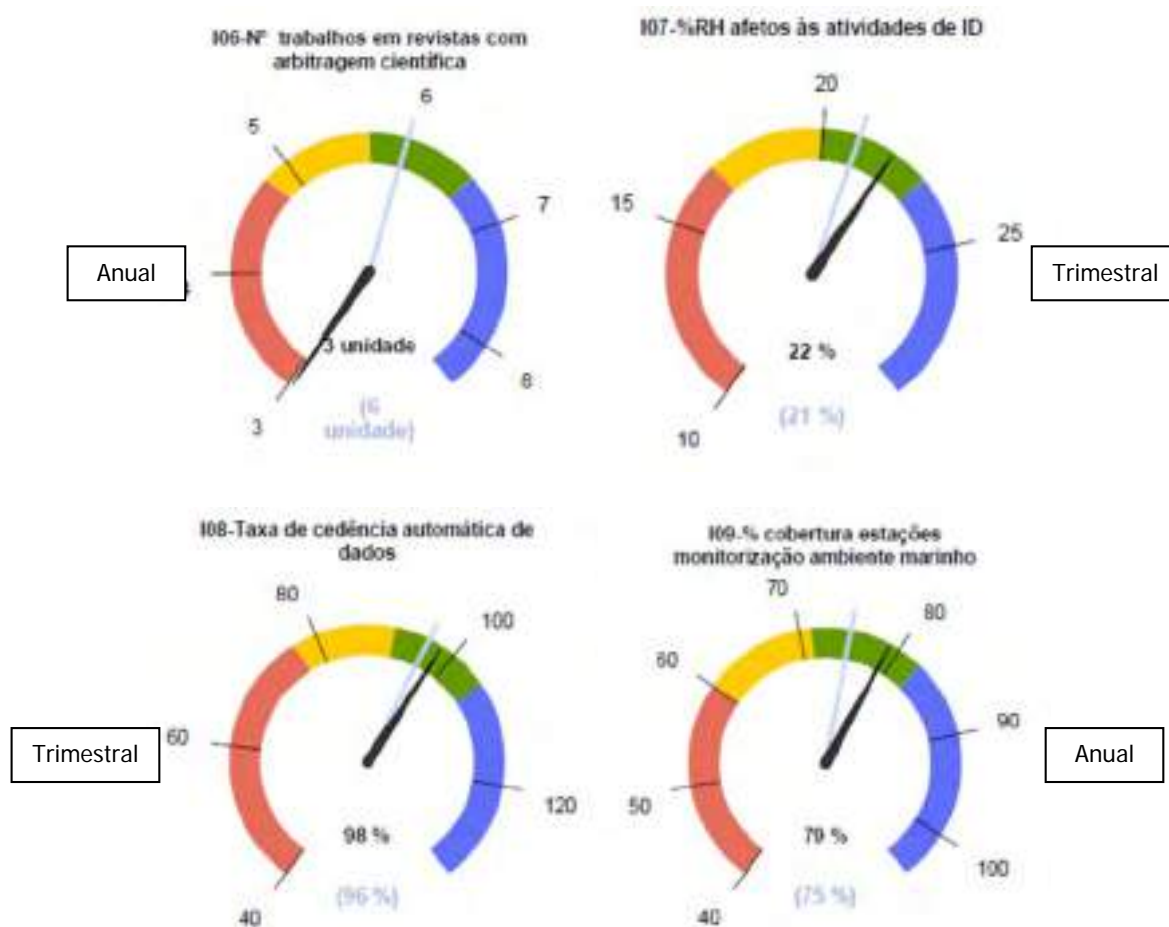 I06-Nº trabalhos em revistas com
arbitragem científica
6
5
7
Anual
3 unidade
8
3
(6
unidade)
I07-%RH afetos às atividades de ID
20
15
25
Trimestral
22 %
(21 %)
10
I08-Taxa de cedência automática de
dados
80
100
Trimestral
60
120
98 %
(96 %)
40
I09-% cobertura estações
monitorização ambiente marinho
70
80
60
90
Anual
50
79 %
100
(75 %)
40